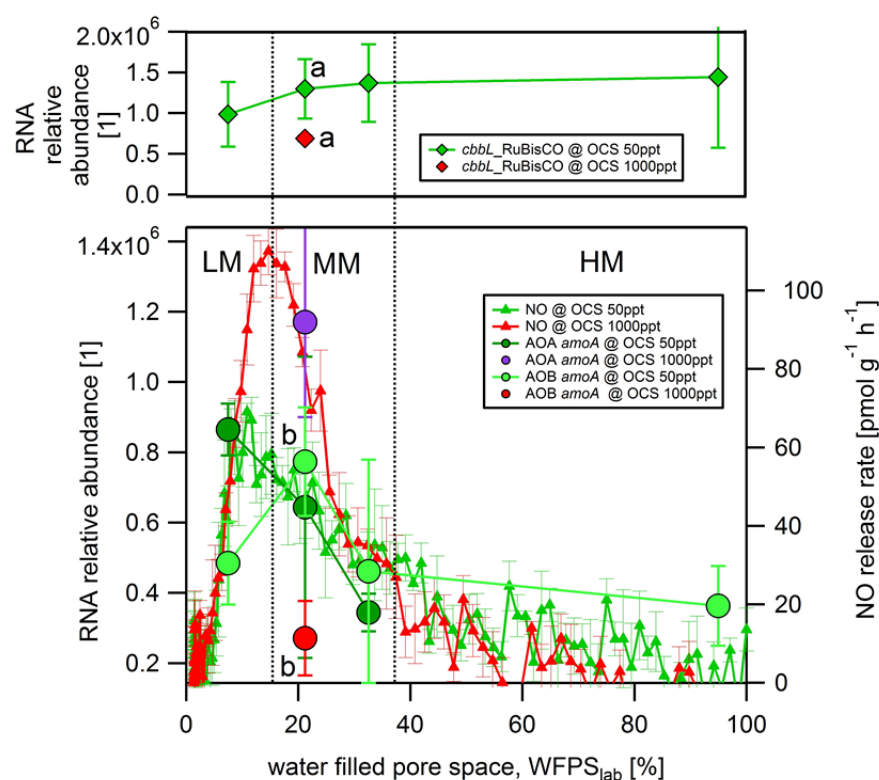 2.0x10⁶
1.5
1.0
0.5
0.0
RNA
relative
abundance
[1]
a
a
cbbL_RuBisCO @ OCS 50ppt
cbbL_RuBisCO @ OCS 1000ppt
1.4x10⁶
1.2
1.0
0.8
0.6
0.4
0.2
RNA relative abundance [1]
LM
MM
HM
NO @ OCS 50ppt
NO @ OCS 1000ppt
AOA amoA @ OCS 50ppt
AOA amoA @ OCS 1000ppt
AOB amoA @ OCS 50ppt
AOB amoA @ OCS 1000ppt
b
b
100
80
60
40
20
0
NO release rate [pmol g⁻¹ h⁻¹]
0
20
40
60
80
100
water filled pore space, WFPS_lab [%]